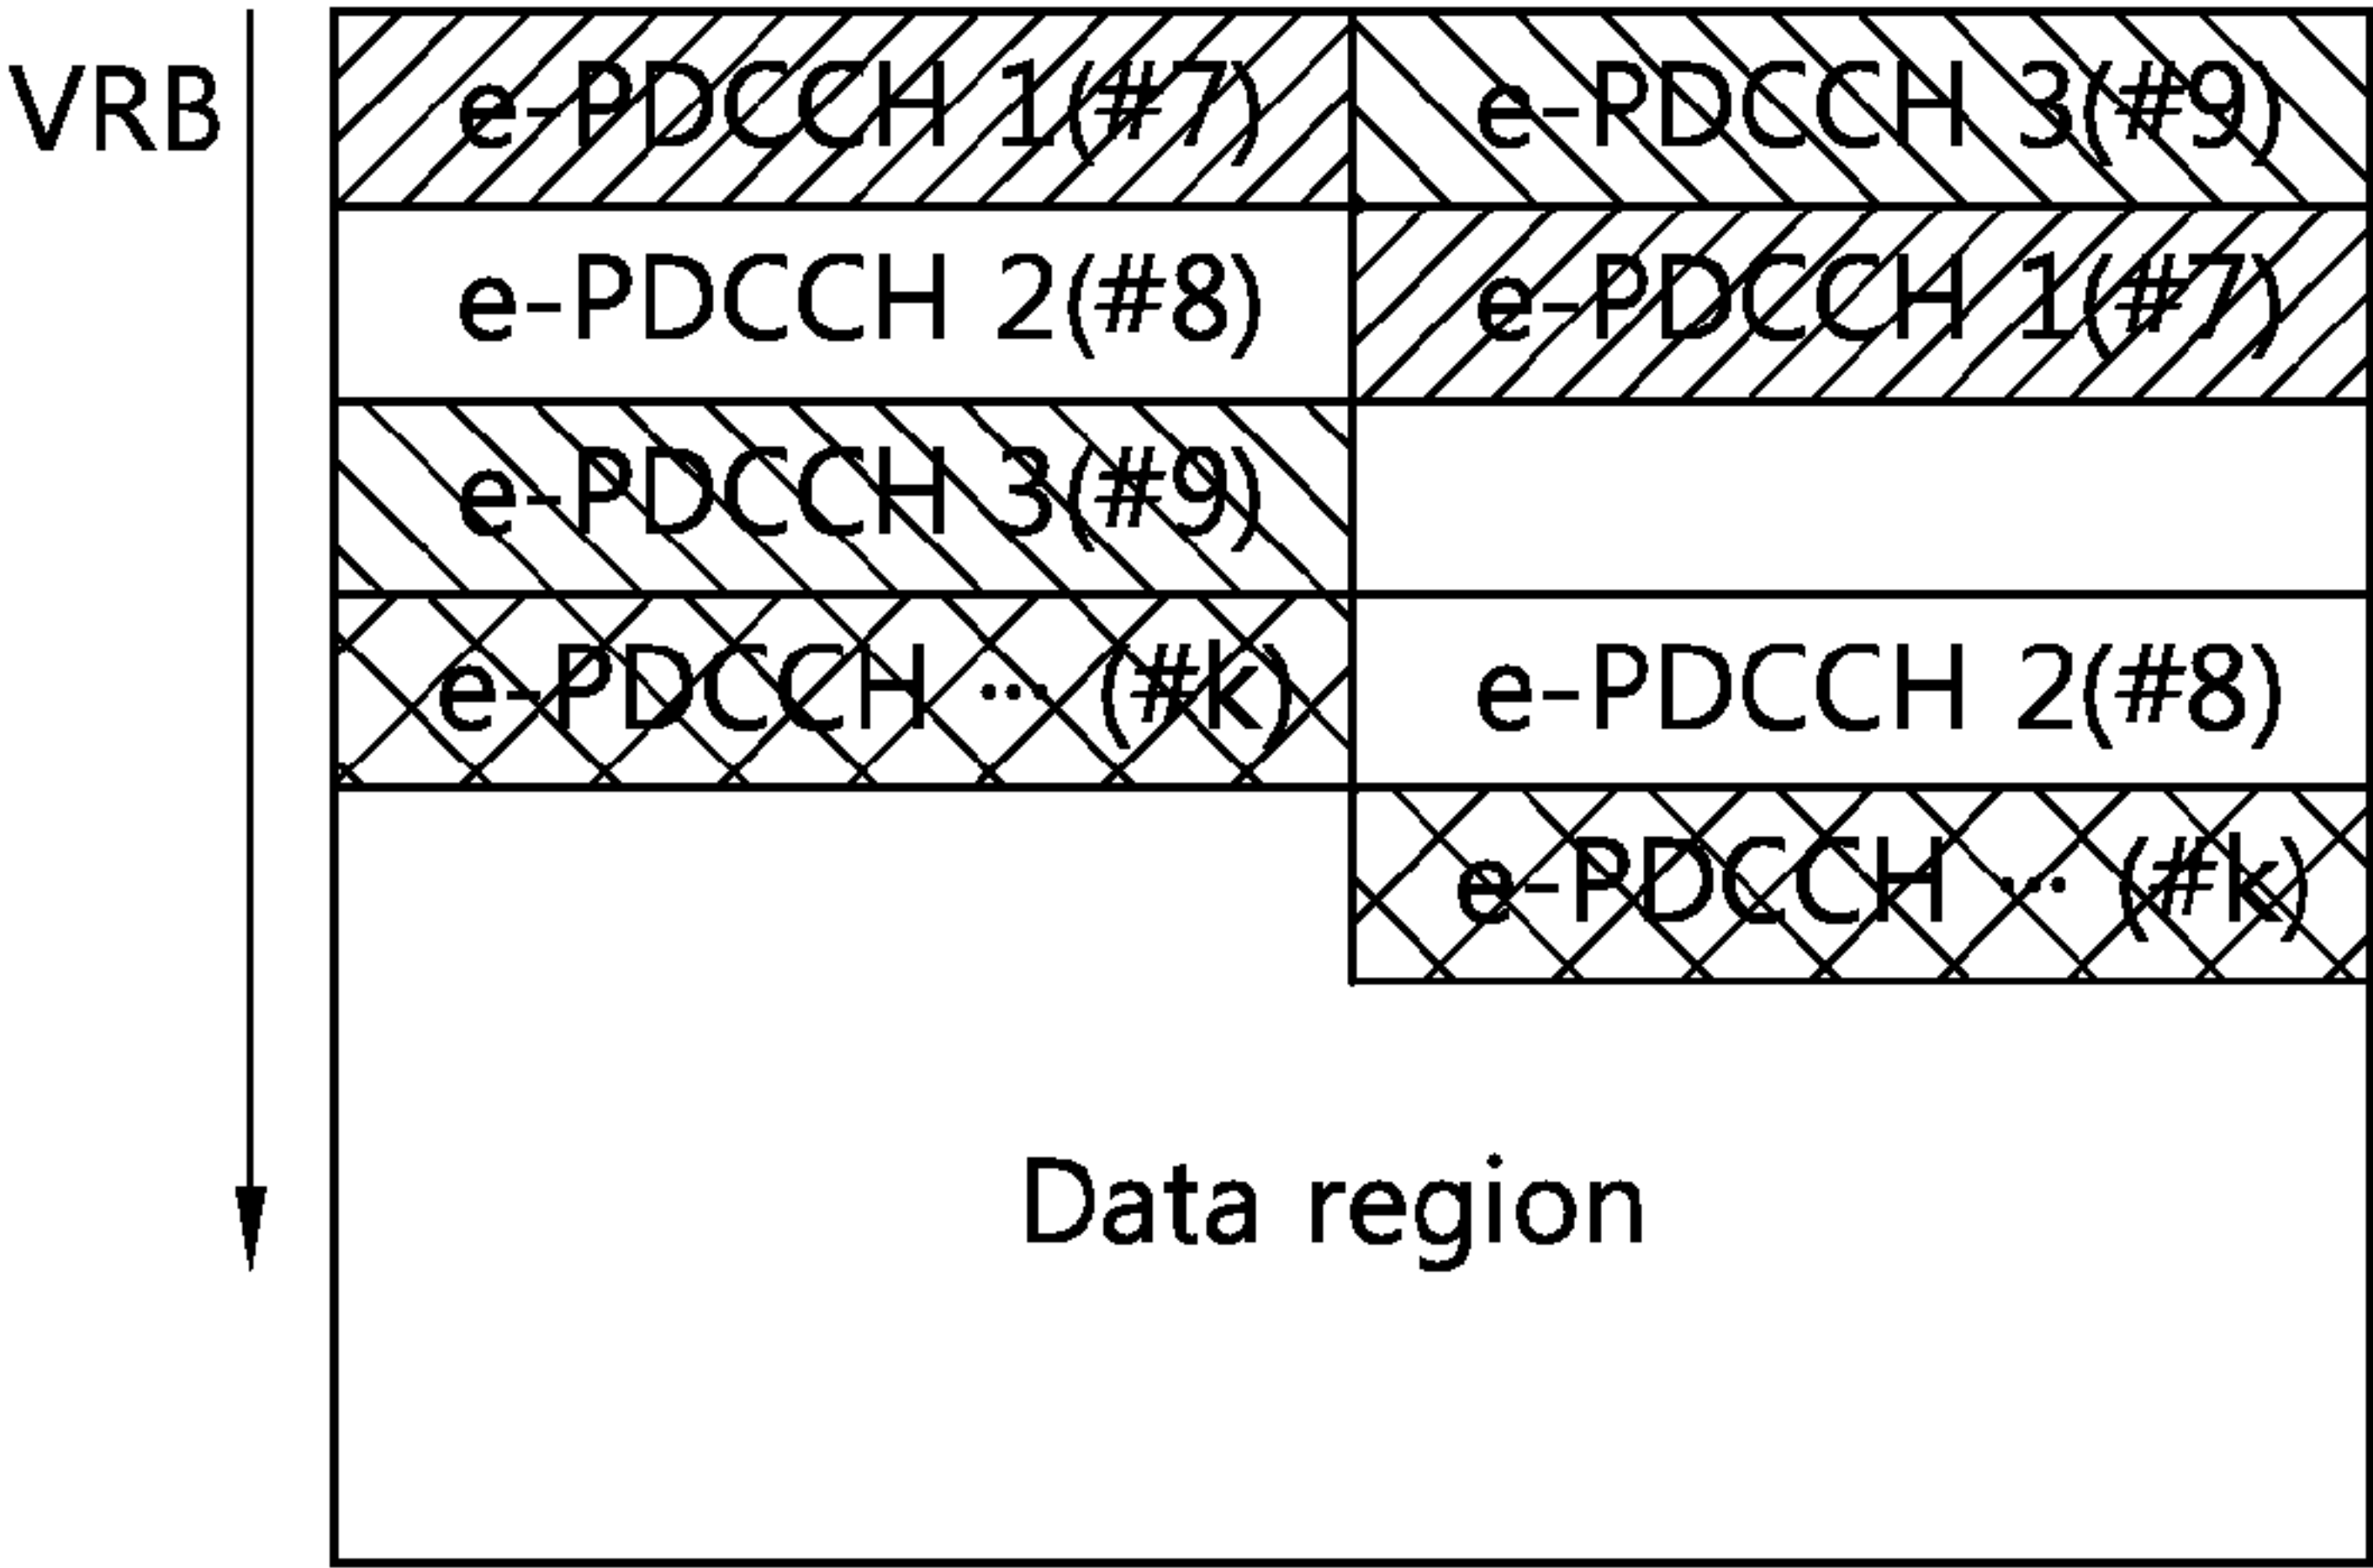 VRB
e-PDCCH 1(#7)
e-PDCCH 3(#9)
e-PDCCH 2(#8)
e-PDCCH 1(#7)
e-PDCCH 3(#9)
e-PDCCH ··· (#k)
e-PDCCH 2(#8)
e-PDCCH ··· (#k)
Data region